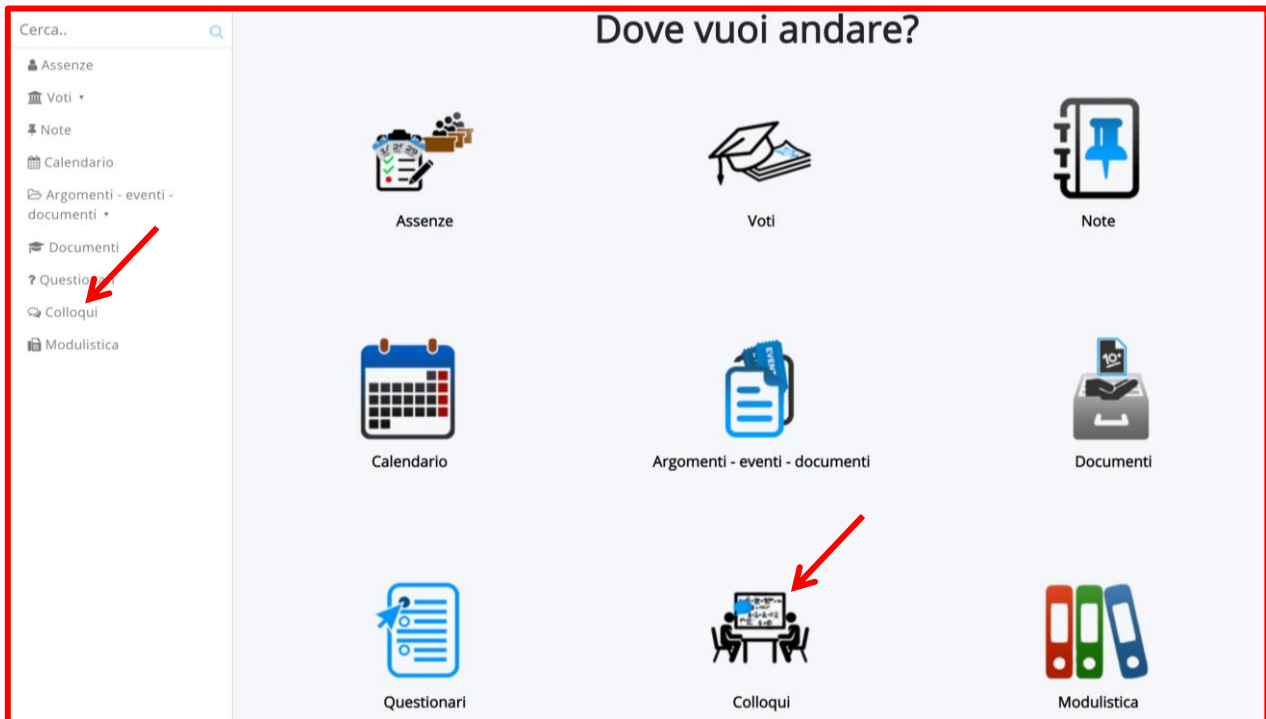 Cerca..
Assenze
Voti
Note
Calendario
Argomenti - eventi -
documenti
Documenti
? Questionari
Colloqui
Modulistica
Dove vuoi andare?
Assenze
Voti
Note
Calendario
Argomenti - eventi - documenti
Documenti
Questionari
Colloqui
Modulistica